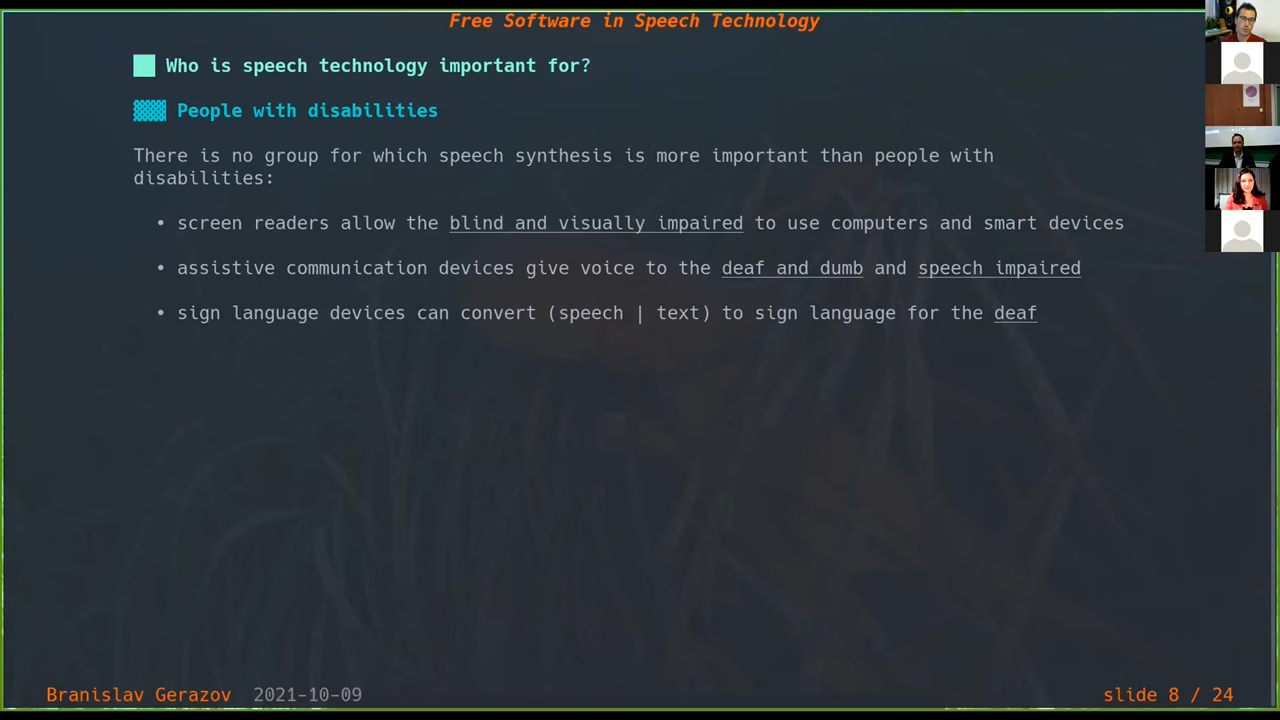 Free Software in Speech Technology
Who is speech technology important for?
People with disabilities
There is no group for which speech synthesis is more important than people with
disabilities:
• screen readers allow the blind and visually impaired to use computers and smart devices
• assistive communication devices give voice to the deaf and dumb and speech impaired
• sign language devices can convert (speech | text) to sign language for the deaf
Branislav Gerazov 2021-10-09
slide 8 / 24